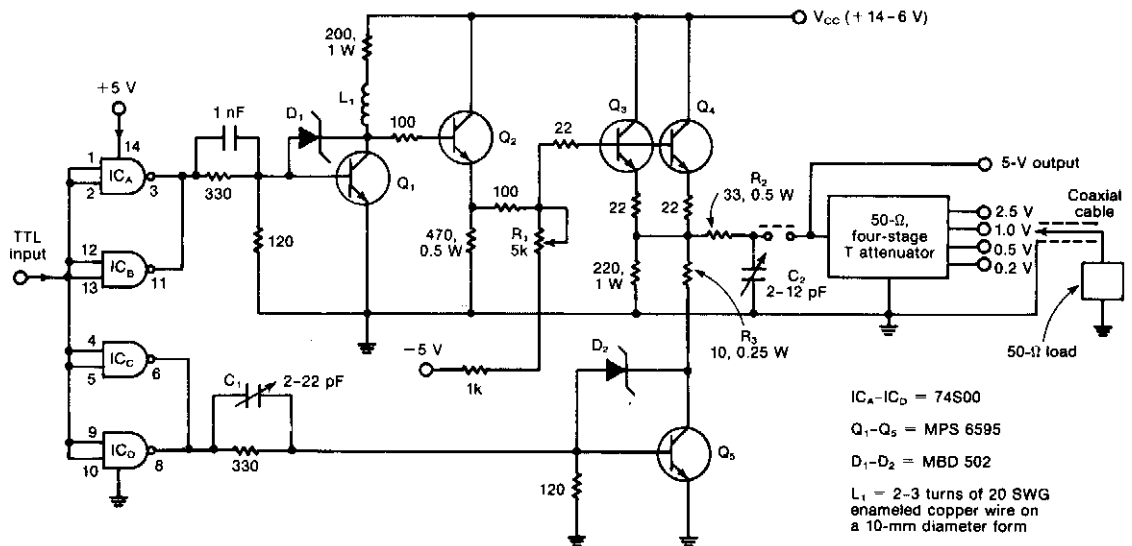 V_CC (+ 14-6 V)
200,
1 W
+5 V
L₁
1 nF
D₁
100
Q₂
Q₃
Q₄
22
5-V output
14
1
2
IC_A
3
330
Q₁
R₂
33, 0.5 W
Coaxial
cable
TTL
input
12
13
IC_B
11
120
470,
0.5 W
100
R₁
5k
22
22
220,
1 W
C₂
2-12 pF
50-Ω,
four-stage
T attenuator
2.5 V
1.0 V
0.5 V
0.2 V
4
5
IC_C
6
-5 V
1k
D₂
R₃
10, 0.25 W
50-Ω load
C₁
2-22 pF
9
10
IC_D
8
330
120
Q₅
IC_A-IC_D = 74S00
Q₁-Q₅ = MPS 6595
D₁-D₂ = MBD 502
L₁ = 2-3 turns of 20 SWG
enameled copper wire on
a 10-mm diameter form